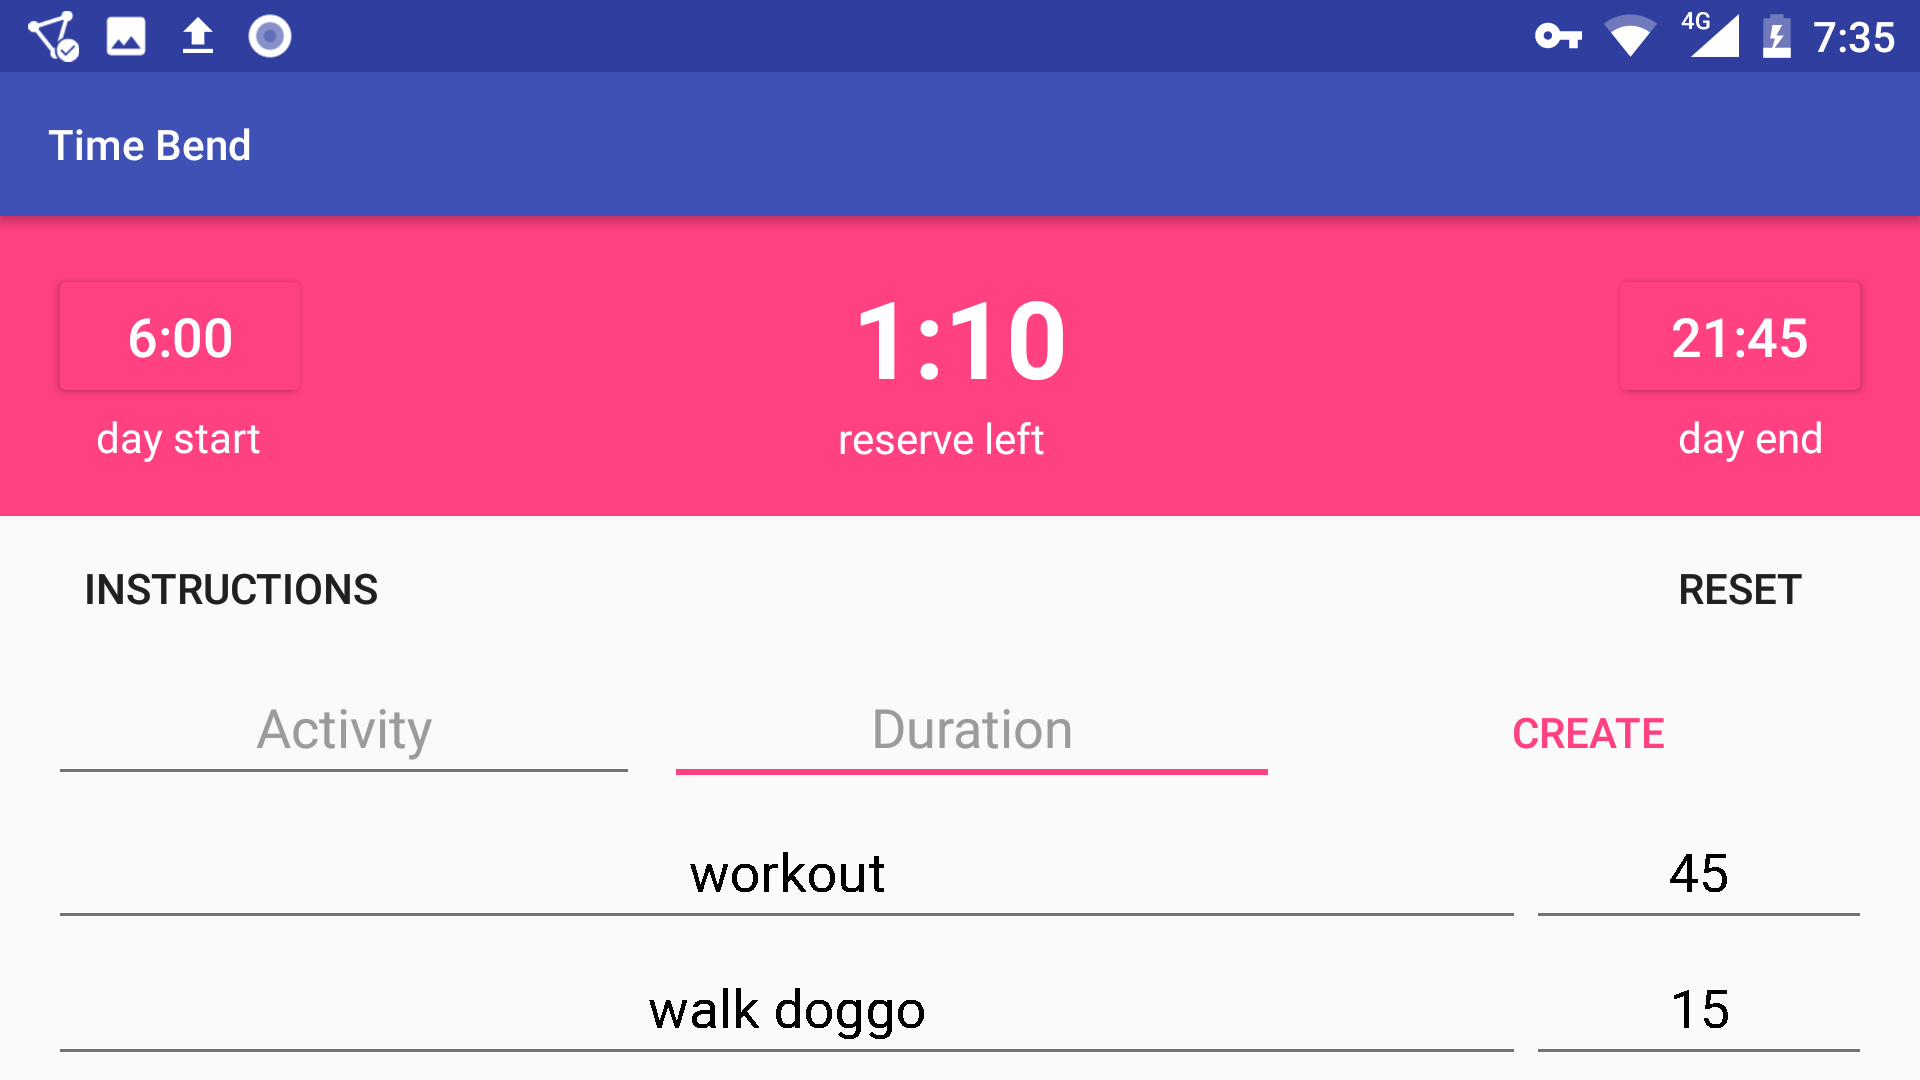 4G 7:35
Time Bend
6:00 1:10 21:45
day start reserve left day end
INSTRUCTIONS RESET
Activity Duration CREATE
workout 45
walk doggo 15